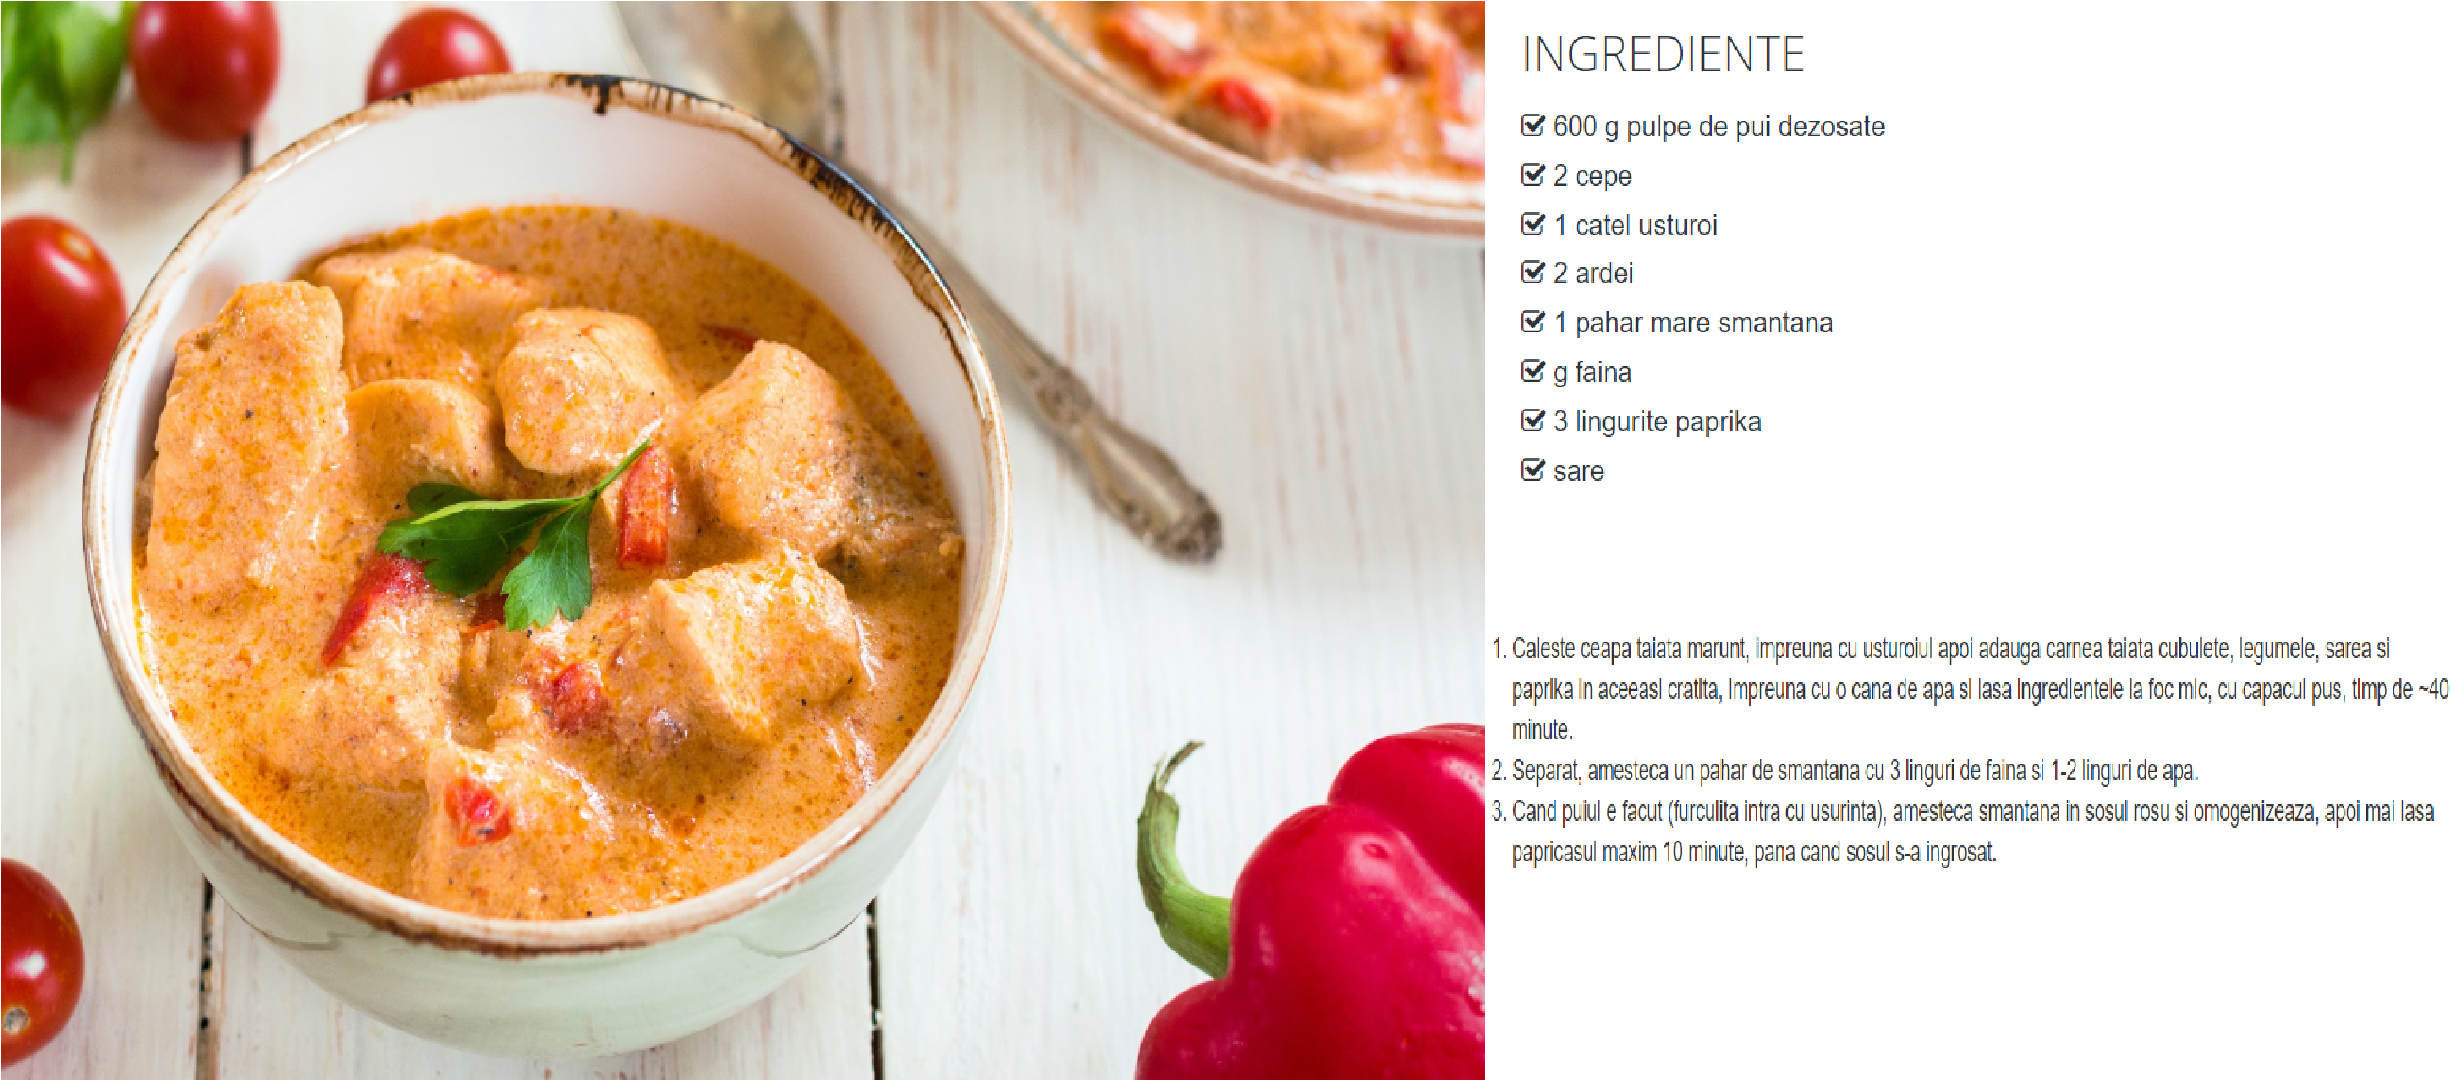 INGREDIENTE
600 g pulpe de pui dezosate
2 cepe
1 catel usturoi
2 ardei
1 pahar mare smantana
g faina
3 lingurite paprika
sare
1. Caleste ceapa taiata marunt, impreuna cu usturoiul apoi adauga carnea taiata cubulete, legumele, sarea si
paprika in aceeasi cratita, impreuna cu o cana de apa si lasa ingredientele la foc mic, cu capacul pus, timp de ~40
minute.
2. Separat, amesteca un pahar de smantana cu 3 linguri de faina si 1-2 linguri de apa.
3. Cand puiul e facut (furculita intra cu usurinta), amesteca smantana in sosul rosu si omogenizeaza, apoi mai lasa
papricasul maxim 10 minute, pana cand sosul s-a ingrosat.